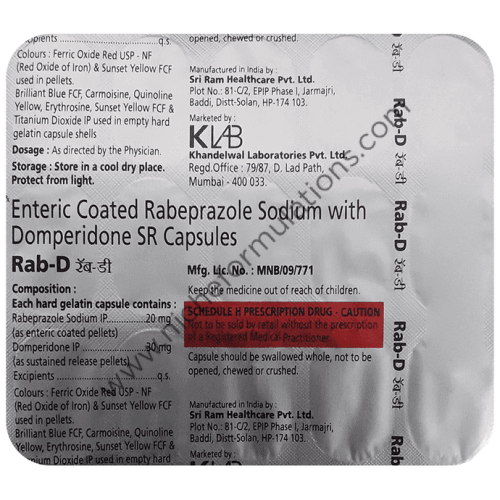 Excipients ........................q.s.
Colours : Ferric Oxide Red USP - NF
(Red Oxide of Iron) & Sunset Yellow FCF
used in pellets.
Brilliant Blue FCF, Carmoisine, Quinoline
Yellow, Erythrosine, Sunset Yellow FCF &
Titanium Dioxide IP used in empty hard
gelatin capsule shells
Dosage : As directed by the Physician.
Storage : Store in a cool dry place.
Protect from light.
opened, chewed or crushed.
Manufactured in India by :
Sri Ram Healthcare Pvt. Ltd.
Plot No.: 81-C/2, EPIP Phase I, Jarmajri,
Baddi, Distt-Solan, HP-174 103.
Marketed by :
KLAB
Khandelwal Laboratories Pvt. Ltd.
Regd.Office : 79/87, D. Lad Path,
Mumbai - 400 033.
Enteric Coated Rabeprazole Sodium with
Domperidone SR Capsules
Rab-D रॅब-डी
Composition :
Each hard gelatin capsule contains :
Rabeprazole Sodium IP........20 mg
(as enteric coated pellets)
Domperidone IP ..................30 mg
(as sustained release pellets)
Excipients ........................q.s.
Colours : Ferric Oxide Red USP - NF
(Red Oxide of Iron) & Sunset Yellow FCF
used in pellets.
Brilliant Blue FCF, Carmoisine, Quinoline
Yellow, Erythrosine, Sunset Yellow FCF &
Titanium Dioxide IP used in empty hard
Mfg. Lic. No. : MNB/09/771
Keep the medicine out of reach of children.
SCHEDULE H PRESCRIPTION DRUG - CAUTION
Not to be sold by retail without the prescription
of a Registered Medical Practitioner.
Capsule should be swallowed whole, not to be
opened, chewed or crushed.
Manufactured in India by :
Sri Ram Healthcare Pvt. Ltd.
Plot No.: 81-C/2, EPIP Phase I, Jarmajri,
Baddi, Distt-Solan, HP-174 103.
Marketed by :
KLAB
Rab-D रॅब-डी
Rab-D रॅब-डी
Rab-D रॅब-डी
Rab